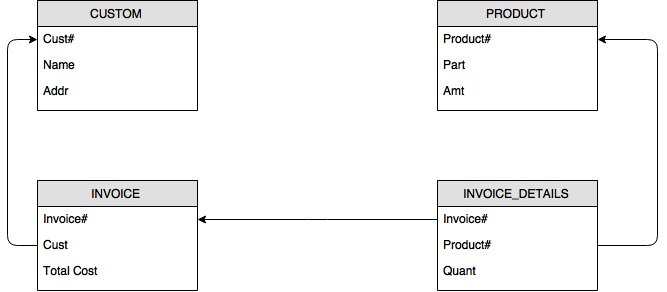 CUSTOM
Cust#
Name
Addr
PRODUCT
Product#
Part
Amt
INVOICE
Invoice#
Cust
Total Cost
INVOICE_DETAILS
Invoice#
Product#
Quant